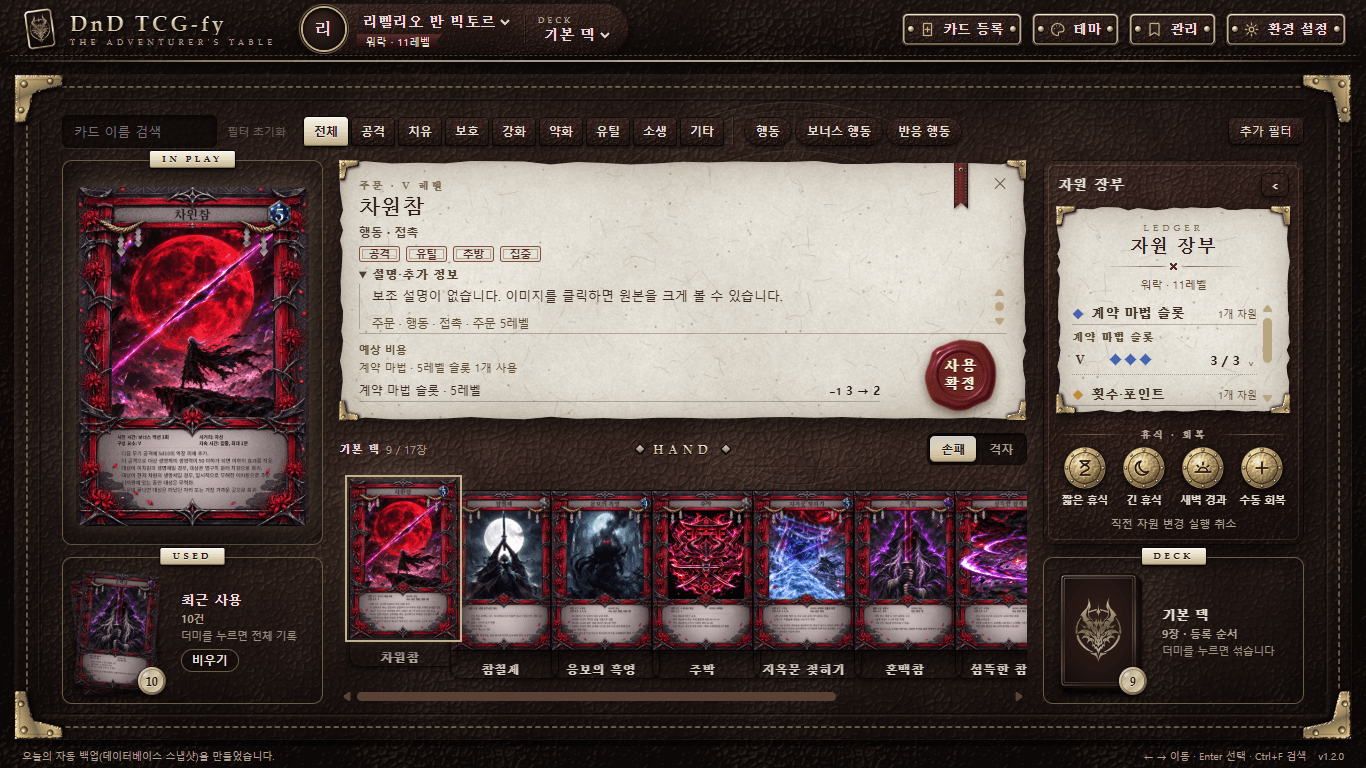 DnD TCG-fy
THE ADVENTURER'S TABLE
리
리벨리오 반 빅토르
워락 · 11레벨
DECK
기본 덱
카드 등록
테마
관리
환경 설정
카드 이름 검색
필터 초기화
전체
공격
치유
보호
강화
약화
유틸
소생
기타
행동
보너스 행동
반응 행동
추가 필터
IN PLAY
차원참
5
주문 · V 레벨
차원참
행동 · 접촉
공격
유틸
추방
집중
▼ 설명·추가 정보
보조 설명이 없습니다. 이미지를 클릭하면 원본을 크게 볼 수 있습니다.
주문 · 행동 · 접촉 · 주문 5레벨
예상 비용
계약 마법 슬롯 · 5레벨 슬롯 1개 사용
계약 마법 슬롯 · 5레벨
-1 3 → 2
사용
확정
자원 장부
<
LEDGER
자원 장부
워락 · 11레벨
계약 마법 슬롯
1개 자원
계약 마법 슬롯
V
3 / 3
횟수·포인트
1개 자원
휴식 · 회복
짧은 휴식
긴 휴식
새벽 경과
수동 회복
직전 자원 변경 실행 취소
기본 덱 9 / 17장
HAND
손패
격자
차원참
참철제
응보의 흑영
주박
지옥문 젖히기
혼백참
섬뜩한 참
USED
최근 사용
10건
더미를 누르면 전체 기록
비우기
10
DECK
기본 덱
9장 · 등록 순서
더미를 누르면 섞습니다
9
오늘의 자동 백업(데이터베이스 스냅샷)을 만들었습니다.
← → 이동 · Enter 선택 · Ctrl+F 검색
v1.2.0